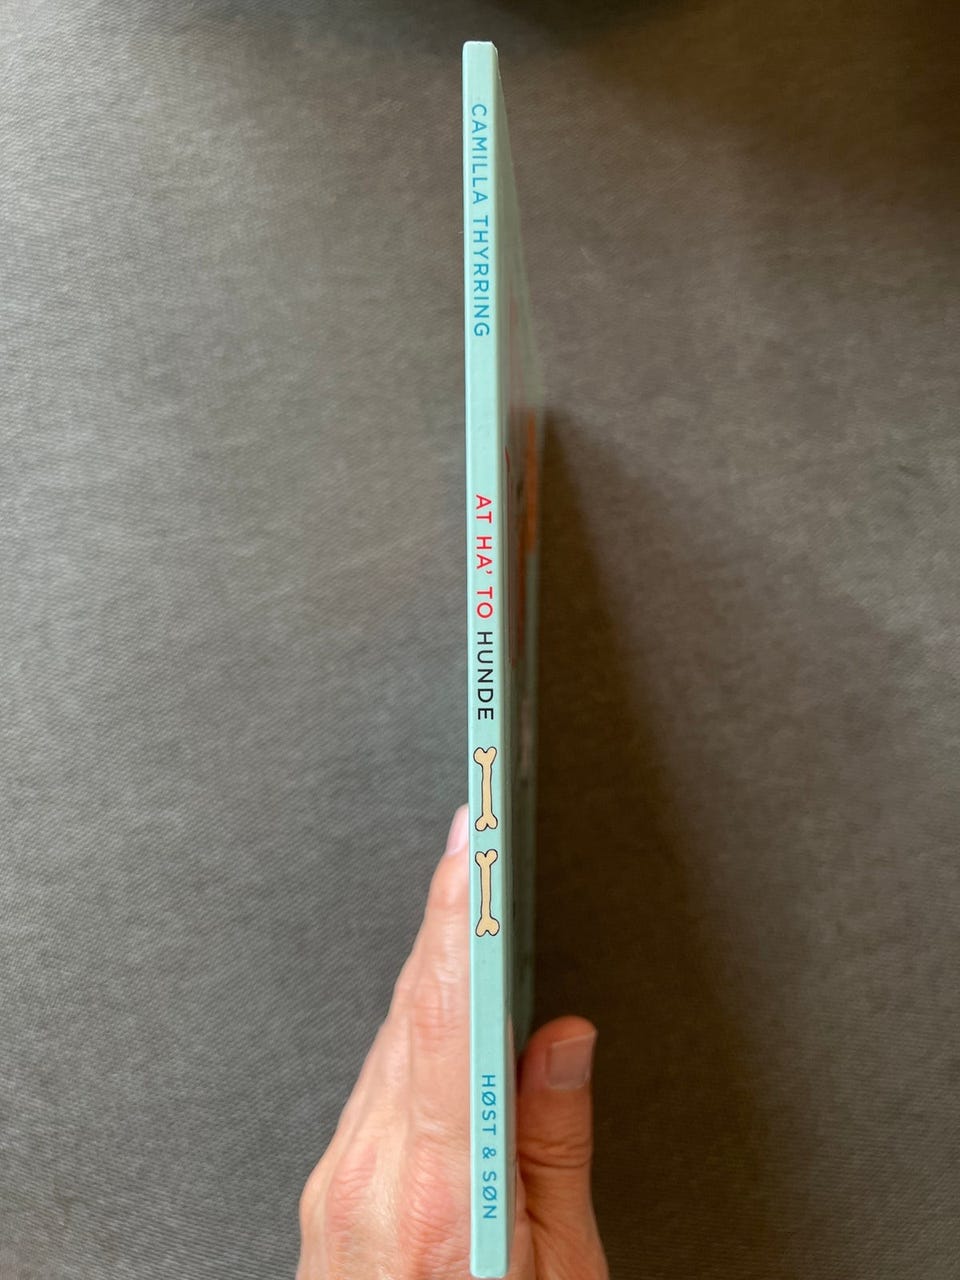 CAMILLA THYRRING
AT HA' TO HUNDE
HØST & SØN